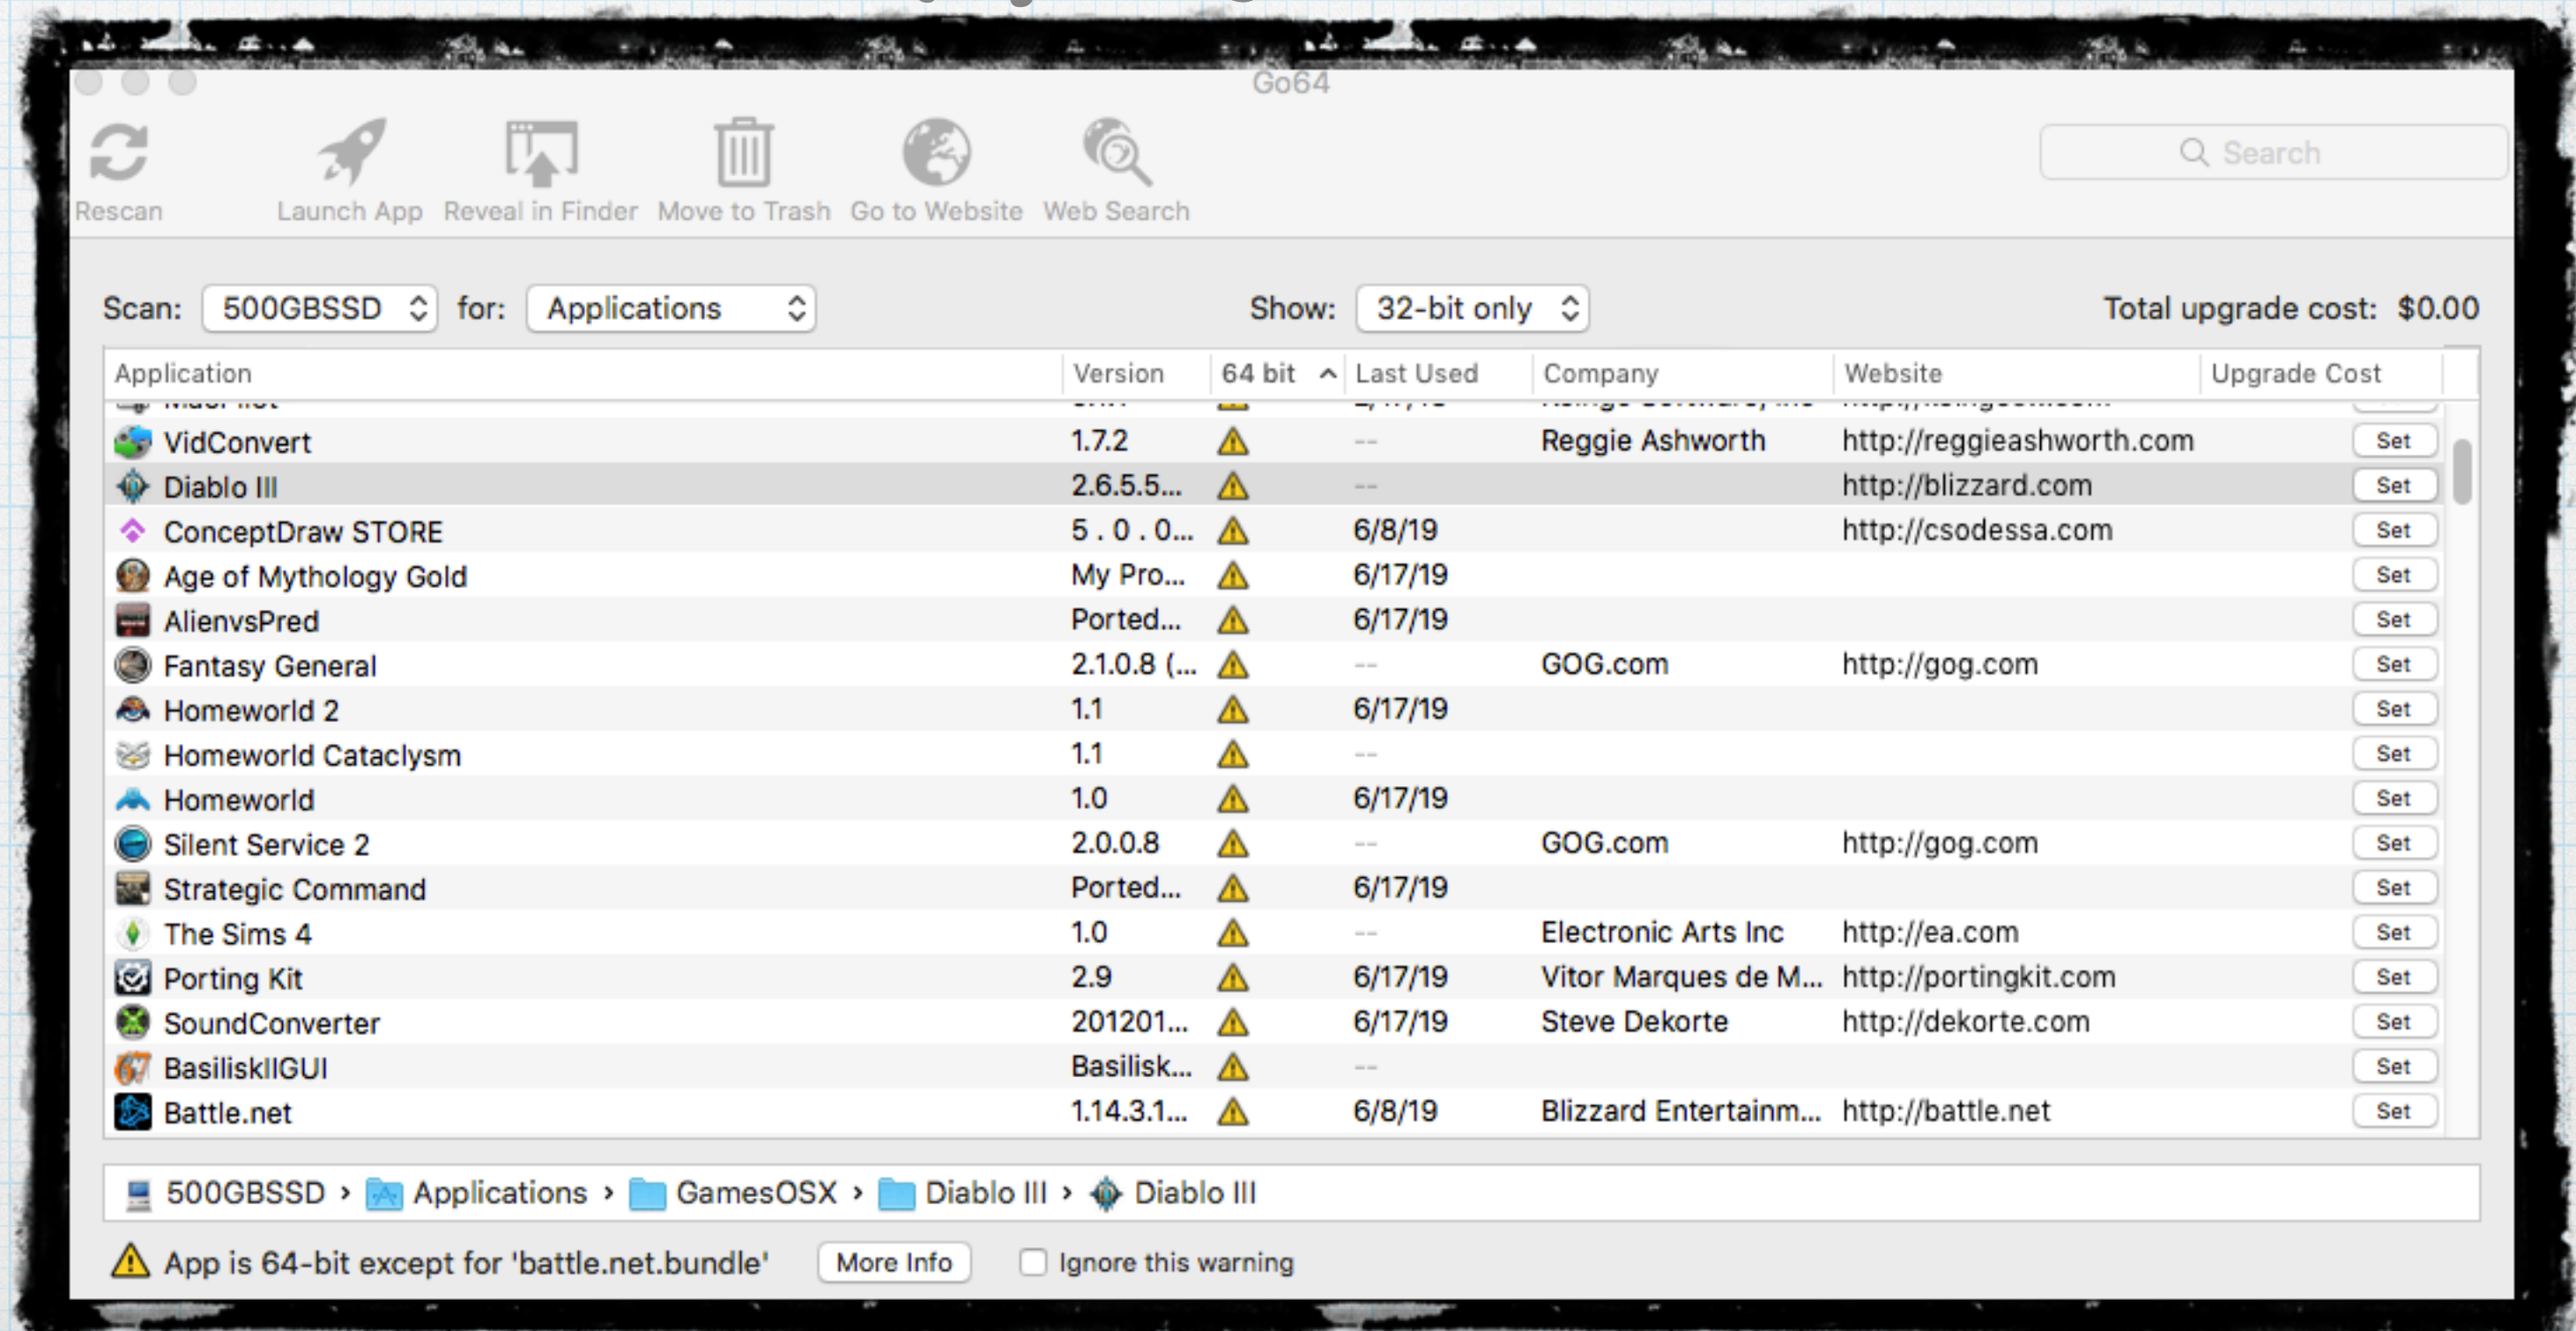 Go64
Rescan Launch App Reveal in Finder Move to Trash Go to Website Web Search Search
Scan: 500GBSSD for: Applications Show: 32-bit only Total upgrade cost: $0.00
Application Version 64 bit Last Used Company Website Upgrade Cost
VidConvert 1.7.2 -- Reggie Ashworth http://reggieashworth.com Set
Diablo III 2.6.5.5... -- http://blizzard.com Set
ConceptDraw STORE 5 . 0 . 0... 6/8/19 http://csodessa.com Set
Age of Mythology Gold My Pro... 6/17/19 Set
AlienvsPred Ported... 6/17/19 Set
Fantasy General 2.1.0.8 (... -- GOG.com http://gog.com Set
Homeworld 2 1.1 6/17/19 Set
Homeworld Cataclysm 1.1 -- Set
Homeworld 1.0 6/17/19 Set
Silent Service 2 2.0.0.8 -- GOG.com http://gog.com Set
Strategic Command Ported... 6/17/19 Set
The Sims 4 1.0 -- Electronic Arts Inc http://ea.com Set
Porting Kit 2.9 6/17/19 Vitor Marques de M... http://portingkit.com Set
SoundConverter 201201... 6/17/19 Steve Dekorte http://dekorte.com Set
BasiliskIIGUI Basilisk... -- Set
Battle.net 1.14.3.1... 6/8/19 Blizzard Entertainm... http://battle.net Set
500GBSSD › Applications › GamesOSX › Diablo III › Diablo III
App is 64-bit except for 'battle.net.bundle' More Info Ignore this warning